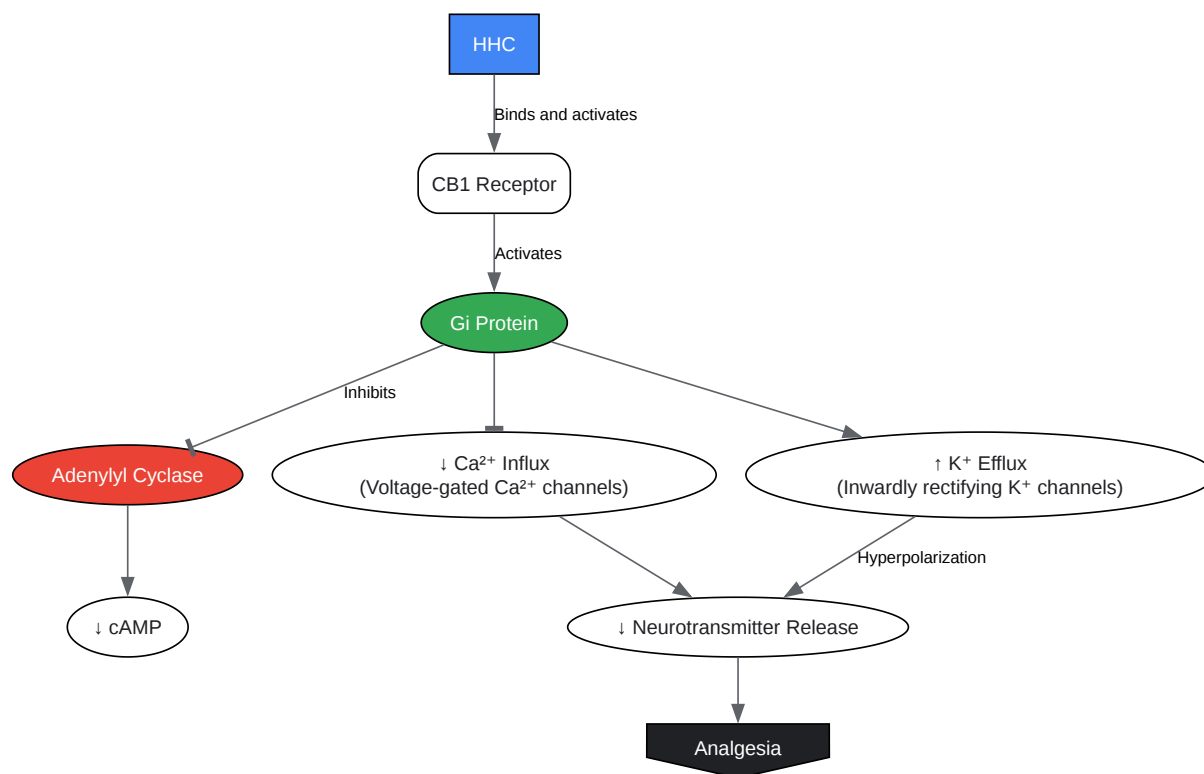 HHC
Binds and activates
CB1 Receptor
Activates
Gi Protein
Inhibits
Adenylyl Cyclase
↓ Ca²⁺ Influx
(Voltage-gated Ca²⁺ channels)
↑ K⁺ Efflux
(Inwardly rectifying K⁺ channels)
Hyperpolarization
↓ cAMP
↓ Neurotransmitter Release
Analgesia